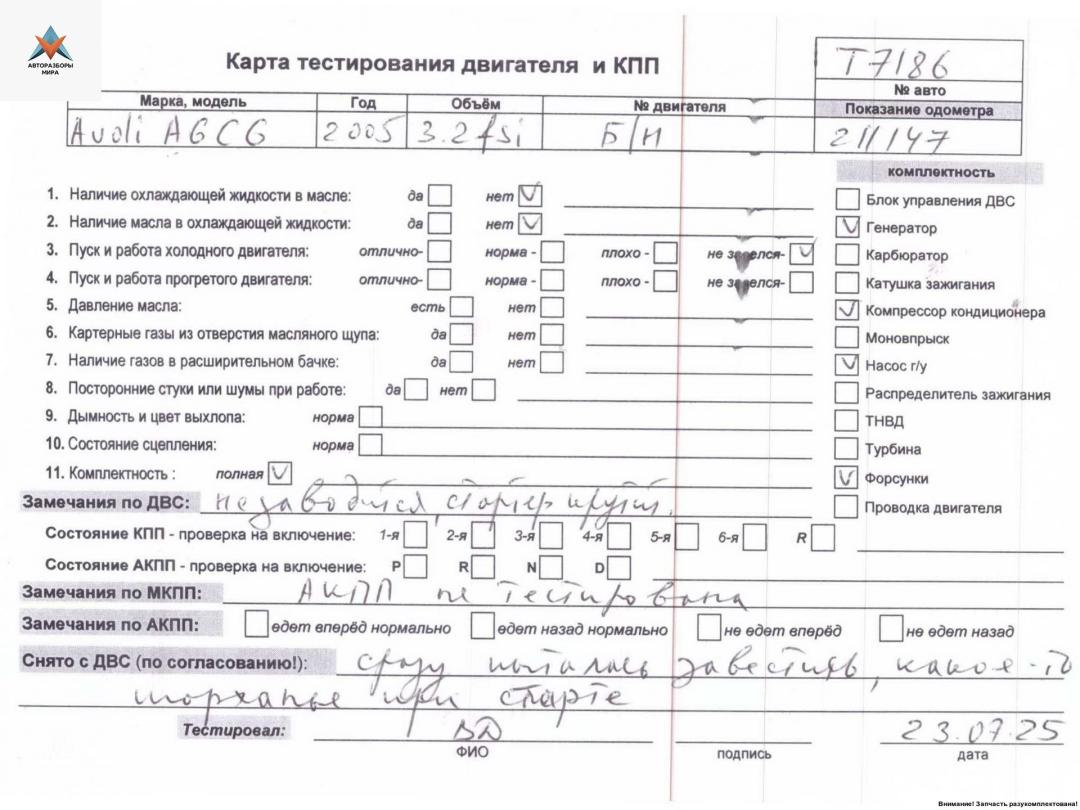 АВТОРАЗБОРЫ
МИРА
Карта тестирования двигателя и КПП
T7186
№ авто
Марка, модель Год Объём № двигателя Показание одометра
Audi A6C6 2005 3.2 fsi Б/Н 211147
комплектность
1. Наличие охлаждающей жидкости в масле: да нет
2. Наличие масла в охлаждающей жидкости: да нет
3. Пуск и работа холодного двигателя: отлично- норма - плохо - не завелся-
4. Пуск и работа прогретого двигателя: отлично- норма - плохо - не завелся-
5. Давление масла: есть нет
6. Картерные газы из отверстия масляного щупа: да нет
7. Наличие газов в расширительном бачке: да нет
8. Посторонние стуки или шумы при работе: да нет
9. Дымность и цвет выхлопа: норма
10. Состояние сцепления: норма
11. Комплектность : полная
Блок управления ДВС
Генератор
Карбюратор
Катушка зажигания
Компрессор кондиционера
Моновпрыск
Насос г/у
Распределитель зажигания
ТНВД
Турбина
Форсунки
Проводка двигателя
Замечания по ДВС: не заводится, стартер крутит.
Состояние КПП - проверка на включение: 1-я 2-я 3-я 4-я 5-я 6-я R
Состояние АКПП - проверка на включение: P R N D
Замечания по МКПП: АКПП не тестирована
Замечания по АКПП: едет вперёд нормально едет назад нормально не едет вперёд не едет назад
Снято с ДВС (по согласованию!): сразу пыталась завестись, какое-то
торхапье при старте
Тестировал: ВД 23.07.25
ФИО подпись дата
Внимание! Запчасть разукомплектована!